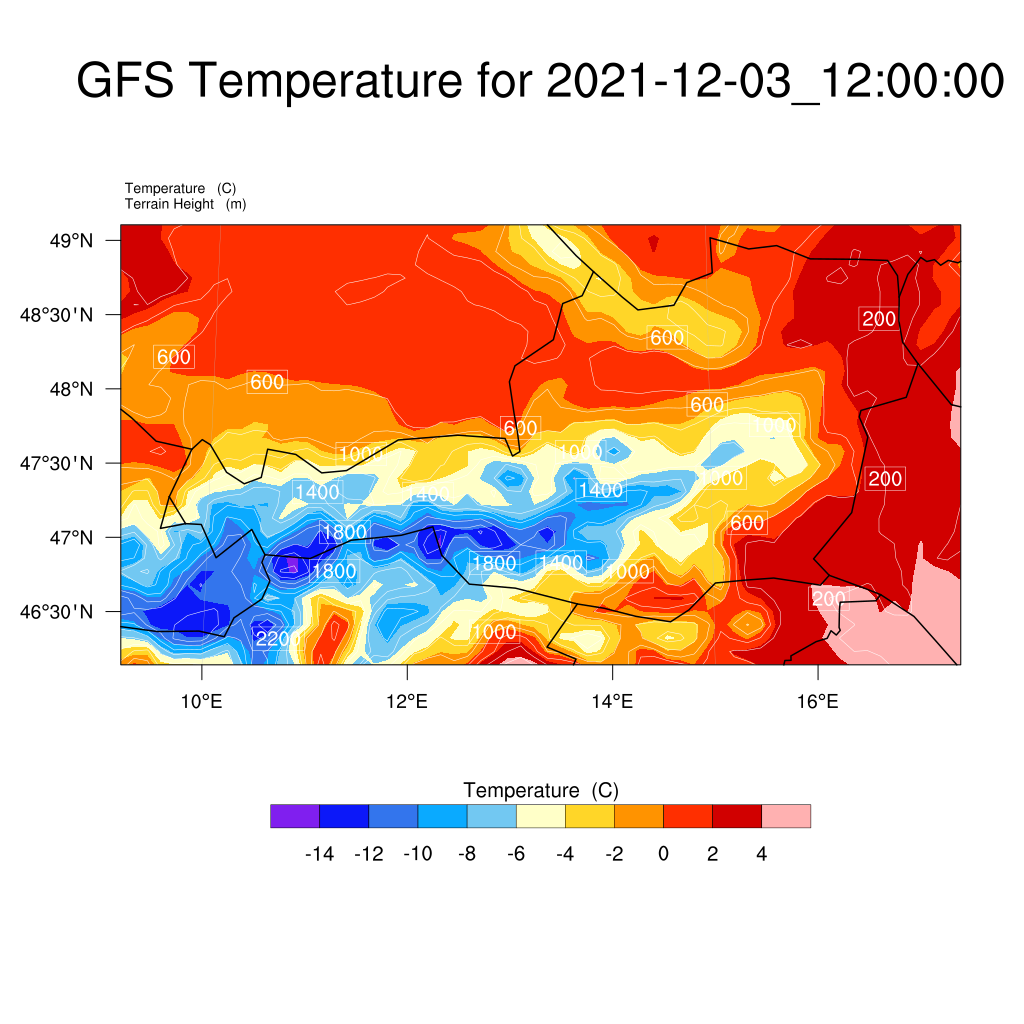 GFS Temperature for 2021-12-03_12:00:00
Temperature (C)
Terrain Height (m)
49°N
48°30'N
48°N
47°30'N
47°N
46°30'N
200
600
600
600
600
600
1000
1000
1000
1400
1400
1400
1000
200
600
1800
1800
1800
1400
1000
200
2200
1000
10°E
12°E
14°E
16°E
Temperature (C)
-14 -12 -10 -8 -6 -4 -2 0 2 4